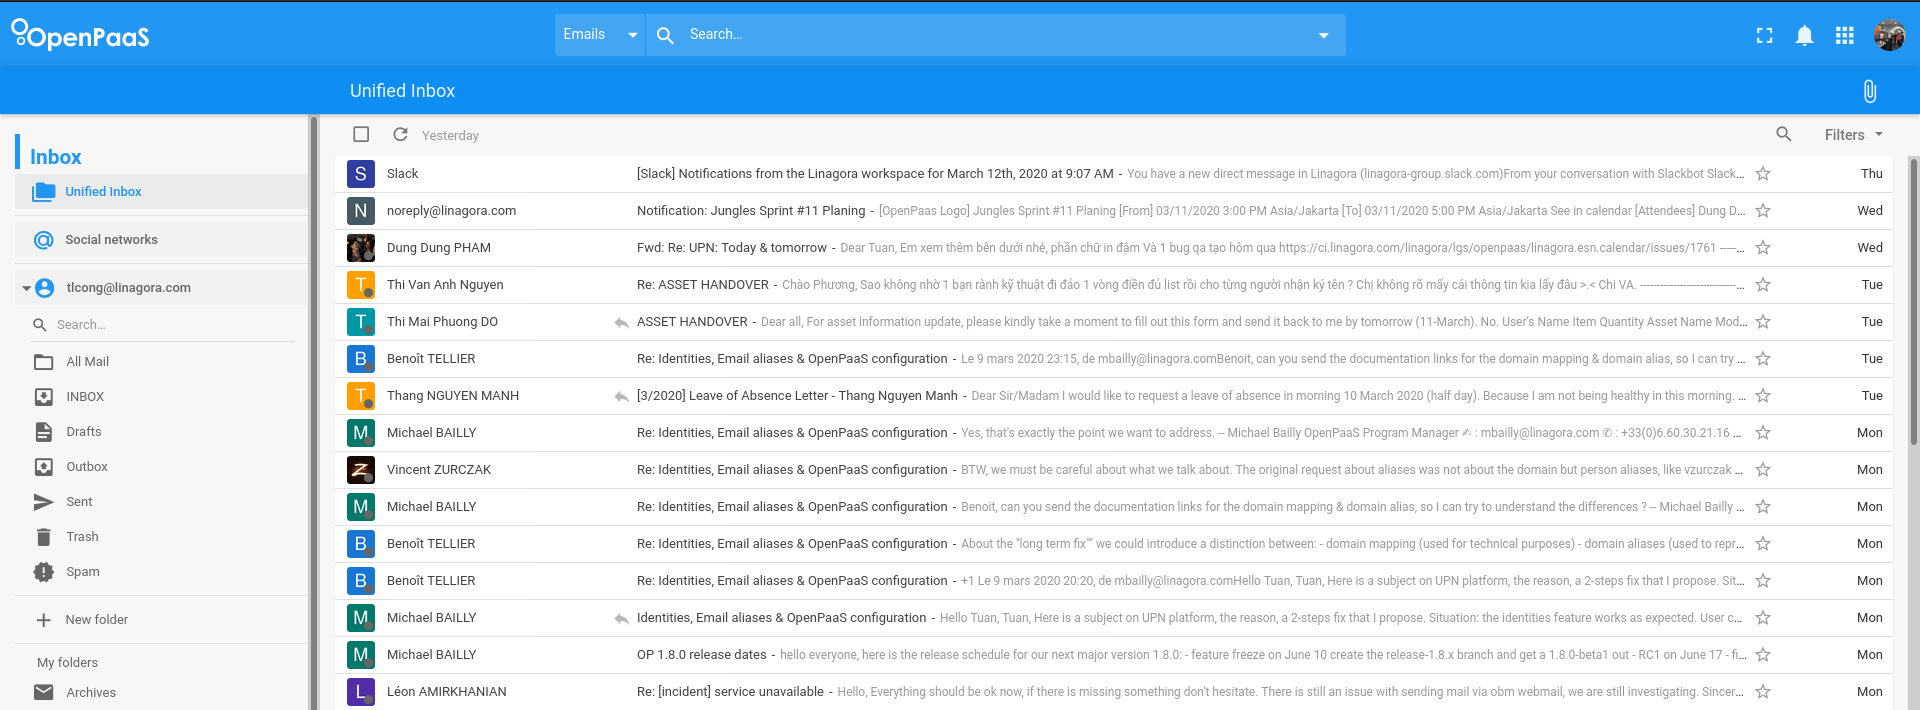 OpenPaaS
Emails Search...
Unified Inbox
Inbox
Unified Inbox
Social networks
tlcong@linagora.com
Search...
All Mail
INBOX
Drafts
Outbox
Sent
Trash
Spam
New folder
My folders
Archives
Yesterday Filters
S Slack [Slack] Notifications from the Linagora workspace for March 12th, 2020 at 9:07 AM - You have a new direct message in Linagora (linagora-group.slack.com)From your conversation with Slackbot Slack... Thu
N noreply@linagora.com Notification: Jungles Sprint #11 Planing - [OpenPaas Logo] Jungles Sprint #11 Planing [From] 03/11/2020 3:00 PM Asia/Jakarta [To] 03/11/2020 5:00 PM Asia/Jakarta See in calendar [Attendees] Dung D... Wed
Dung Dung PHAM Fwd: Re: UPN: Today & tomorrow - Dear Tuan, Em xem thêm bên dưới nhé, phần chữ in đậm Và 1 bug qa tạo hôm qua https://ci.linagora.com/linagora/lgs/openpaas/linagora.esn.calendar/issues/1761 -----... Wed
T Thi Van Anh Nguyen Re: ASSET HANDOVER - Chào Phương, Sao không nhờ 1 bạn rành kỹ thuật đi đảo 1 vòng điền đủ list rồi cho từng người nhận ký tên ? Chị không rõ mấy cái thông tin kia lấy đâu >.< Chi VA. -----------------------------... Tue
T Thi Mai Phuong DO ASSET HANDOVER - Dear all, For asset information update, please kindly take a moment to fill out this form and send it back to me by tomorrow (11-March). No. User's Name Item Quantity Asset Name Mod... Tue
B Benoît TELLIER Re: Identities, Email aliases & OpenPaaS configuration - Le 9 mars 2020 23:15, de mbailly@linagora.comBenoit, can you send the documentation links for the domain mapping & domain alias, so I can try ... Tue
T Thang NGUYEN MANH [3/2020] Leave of Absence Letter - Thang Nguyen Manh - Dear Sir/Madam I would like to request a leave of absence in morning 10 March 2020 (half day). Because I am not being healthy in this morning. ... Tue
M Michael BAILLY Re: Identities, Email aliases & OpenPaaS configuration - Yes, that's exactly the point we want to address. -- Michael Bailly OpenPaaS Program Manager ✍ : mbailly@linagora.com ✆ : +33(0)6.60.30.21.16 ... Mon
Vincent ZURCZAK Re: Identities, Email aliases & OpenPaaS configuration - BTW, we must be careful about what we talk about. The original request about aliases was not about the domain but person aliases, like vzurczak ... Mon
M Michael BAILLY Re: Identities, Email aliases & OpenPaaS configuration - Benoit, can you send the documentation links for the domain mapping & domain alias, so I can try to understand the differences ? -- Michael Bailly ... Mon
B Benoît TELLIER Re: Identities, Email aliases & OpenPaaS configuration - About the "long term fix"" we could introduce a distinction between: - domain mapping (used for technical purposes) - domain aliases (used to repr... Mon
B Benoît TELLIER Re: Identities, Email aliases & OpenPaaS configuration - +1 Le 9 mars 2020 20:20, de mbailly@linagora.comHello Tuan, Tuan, Here is a subject on UPN platform, the reason, a 2-steps fix that I propose. Sit... Mon
M Michael BAILLY Identities, Email aliases & OpenPaaS configuration - Hello Tuan, Tuan, Here is a subject on UPN platform, the reason, a 2-steps fix that I propose. Situation: the identities feature works as expected. User c... Mon
M Michael BAILLY OP 1.8.0 release dates - hello everyone, here is the release schedule for our next major version 1.8.0: - feature freeze on June 10 create the release-1.8.x branch and get a 1.8.0-beta1 out - RC1 on June 17 - fi... Mon
L Léon AMIRKHANIAN Re: [incident] service unavailable - Hello, Everything should be ok now, if there is missing something don't hesitate. There is still an issue with sending mail via obm webmail, we are still investigating. Sincer... Mon